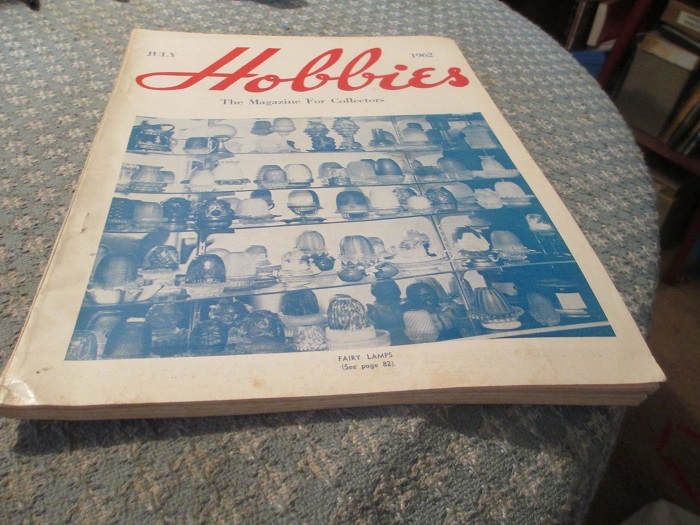 JULY 1962
Hobbies
The Magazine For Collectors
FAIRY LAMPS
(See page 82).